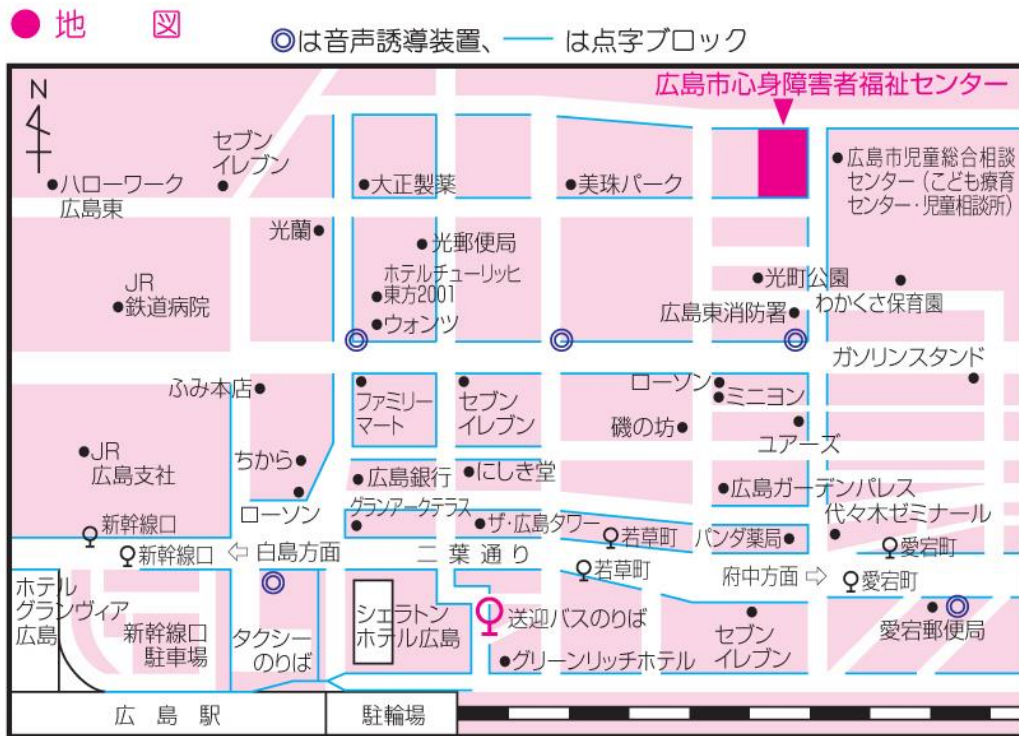 ● 地 図
◎は音声誘導装置、── は点字ブロック
広島市心身障害者福祉センター
N
セブン
イレブン
ハローワーク
広島東
大正製薬
美珠パーク
広島市児童総合相談
センター（こども療育
センター・児童相談所）
光蘭
光郵便局
ホテルチューリッヒ
東方2001
ウォンツ
JR
鉄道病院
光町公園
わかくさ保育園
広島東消防署
ガソリンスタンド
ふみ本店
ファミリー
マート
セブン
イレブン
ローソン
ミニヨン
磯の坊
ユアーズ
JR
広島支社
ちから
ローソン
広島銀行
にしき堂
広島ガーデンパレス
グランアークテラス
ザ・広島タワー
代々木ゼミナール
新幹線口
新幹線口
⇦ 白島方面
二葉通り
若草町
パンダ薬局
愛宕町
若草町
府中方面 ⇨
愛宕町
ホテル
グランヴィア
広島
新幹線口
駐車場
タクシー
のりば
シェラトン
ホテル広島
送迎バスのりば
グリーンリッチホテル
セブン
イレブン
愛宕郵便局
広島駅
駐輪場